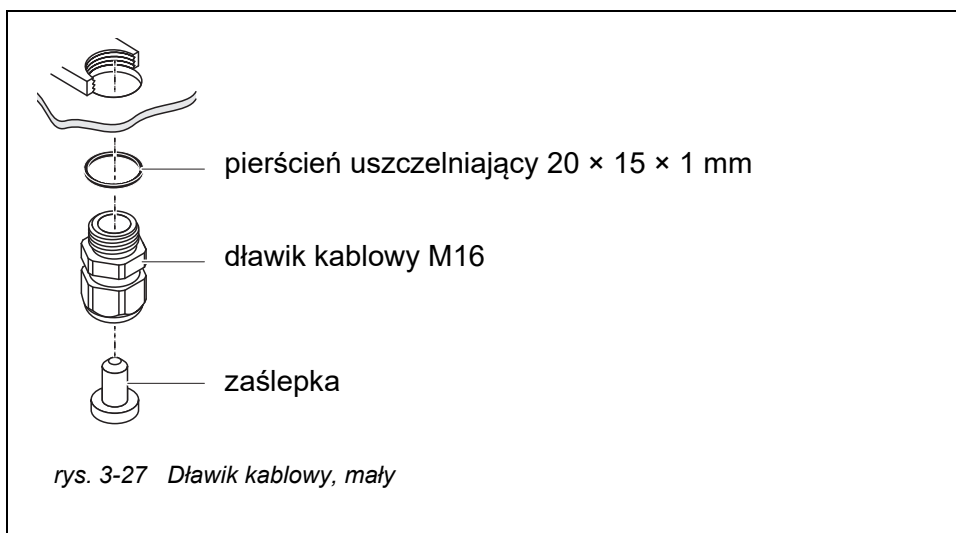 pierścień uszczelniający 20 × 15 × 1 mm
dławik kablowy M16
zaślepka
rys. 3-27 Dławik kablowy, mały